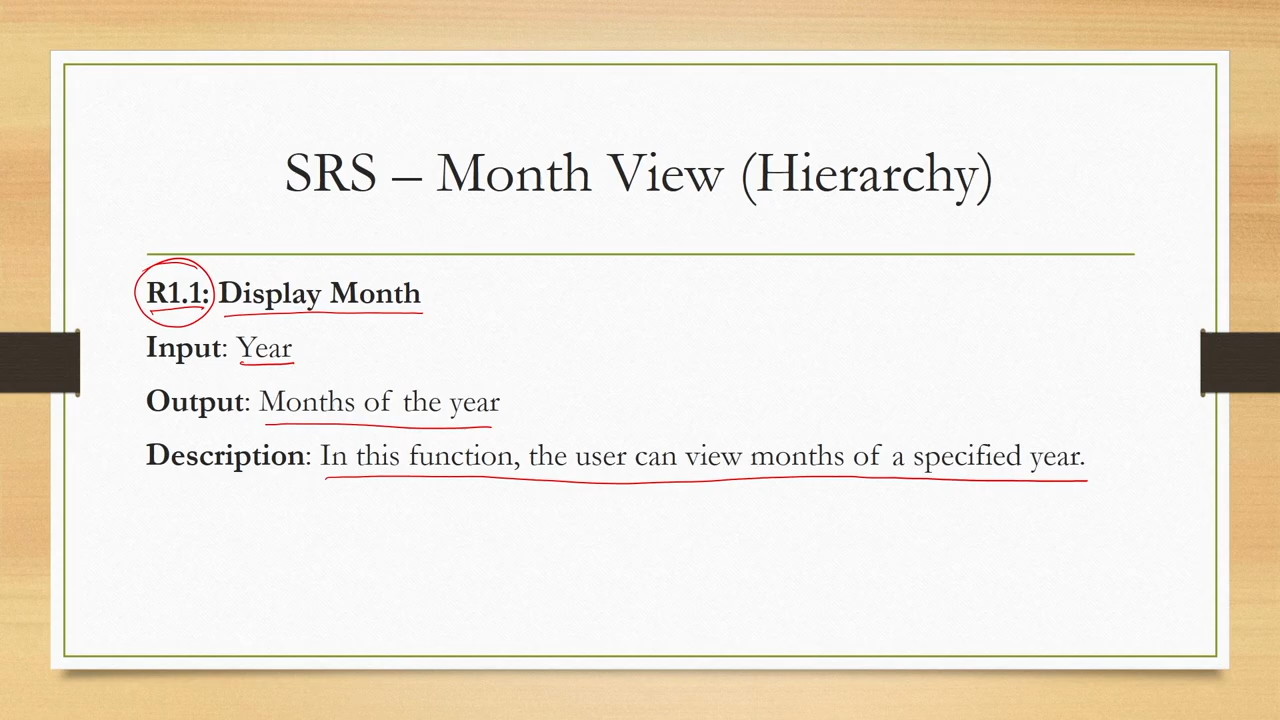 SRS – Month View (Hierarchy)
R1.1: Display Month
Input: Year
Output: Months of the year
Description: In this function, the user can view months of a specified year.